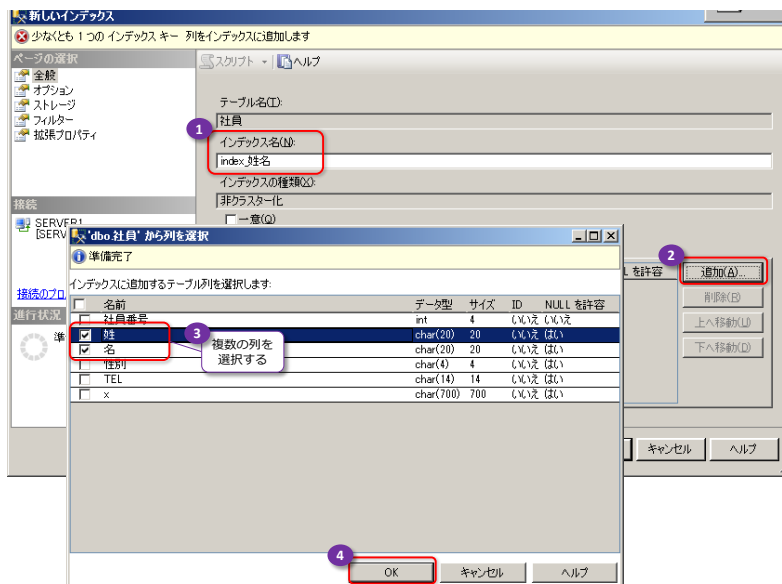 新しいインデックス
少なくとも 1 つの インデックス キー 列をインデックスに追加します
ページの選択
全般
オプション
ストレージ
フィルター
拡張プロパティ
スクリプト
ヘルプ
テーブル名(T):
社員
1
インデックス名(N):
index_姓名
インデックスの種類(X):
非クラスター化
一意(Q)
接続
SERVER1
[SERV
接続のプロ
進行状況
準
2
を許容
追加(A)...
削除(R)
上へ移動(U)
下へ移動(D)
キャンセル
ヘルプ
'dbo.社員' から列を選択
準備完了
インデックスに追加するテーブル列を選択します:
名前 データ型 サイズ ID NULL を許容
社員番号 int 4 いいえ いいえ
姓 char(20) 20 いいえ はい
名 char(20) 20 いいえ はい
性別 char(4) 4 いいえ はい
TEL char(14) 14 いいえ はい
x char(700) 700 いいえ はい
3
複数の列を
選択する
4
OK
キャンセル
ヘルプ